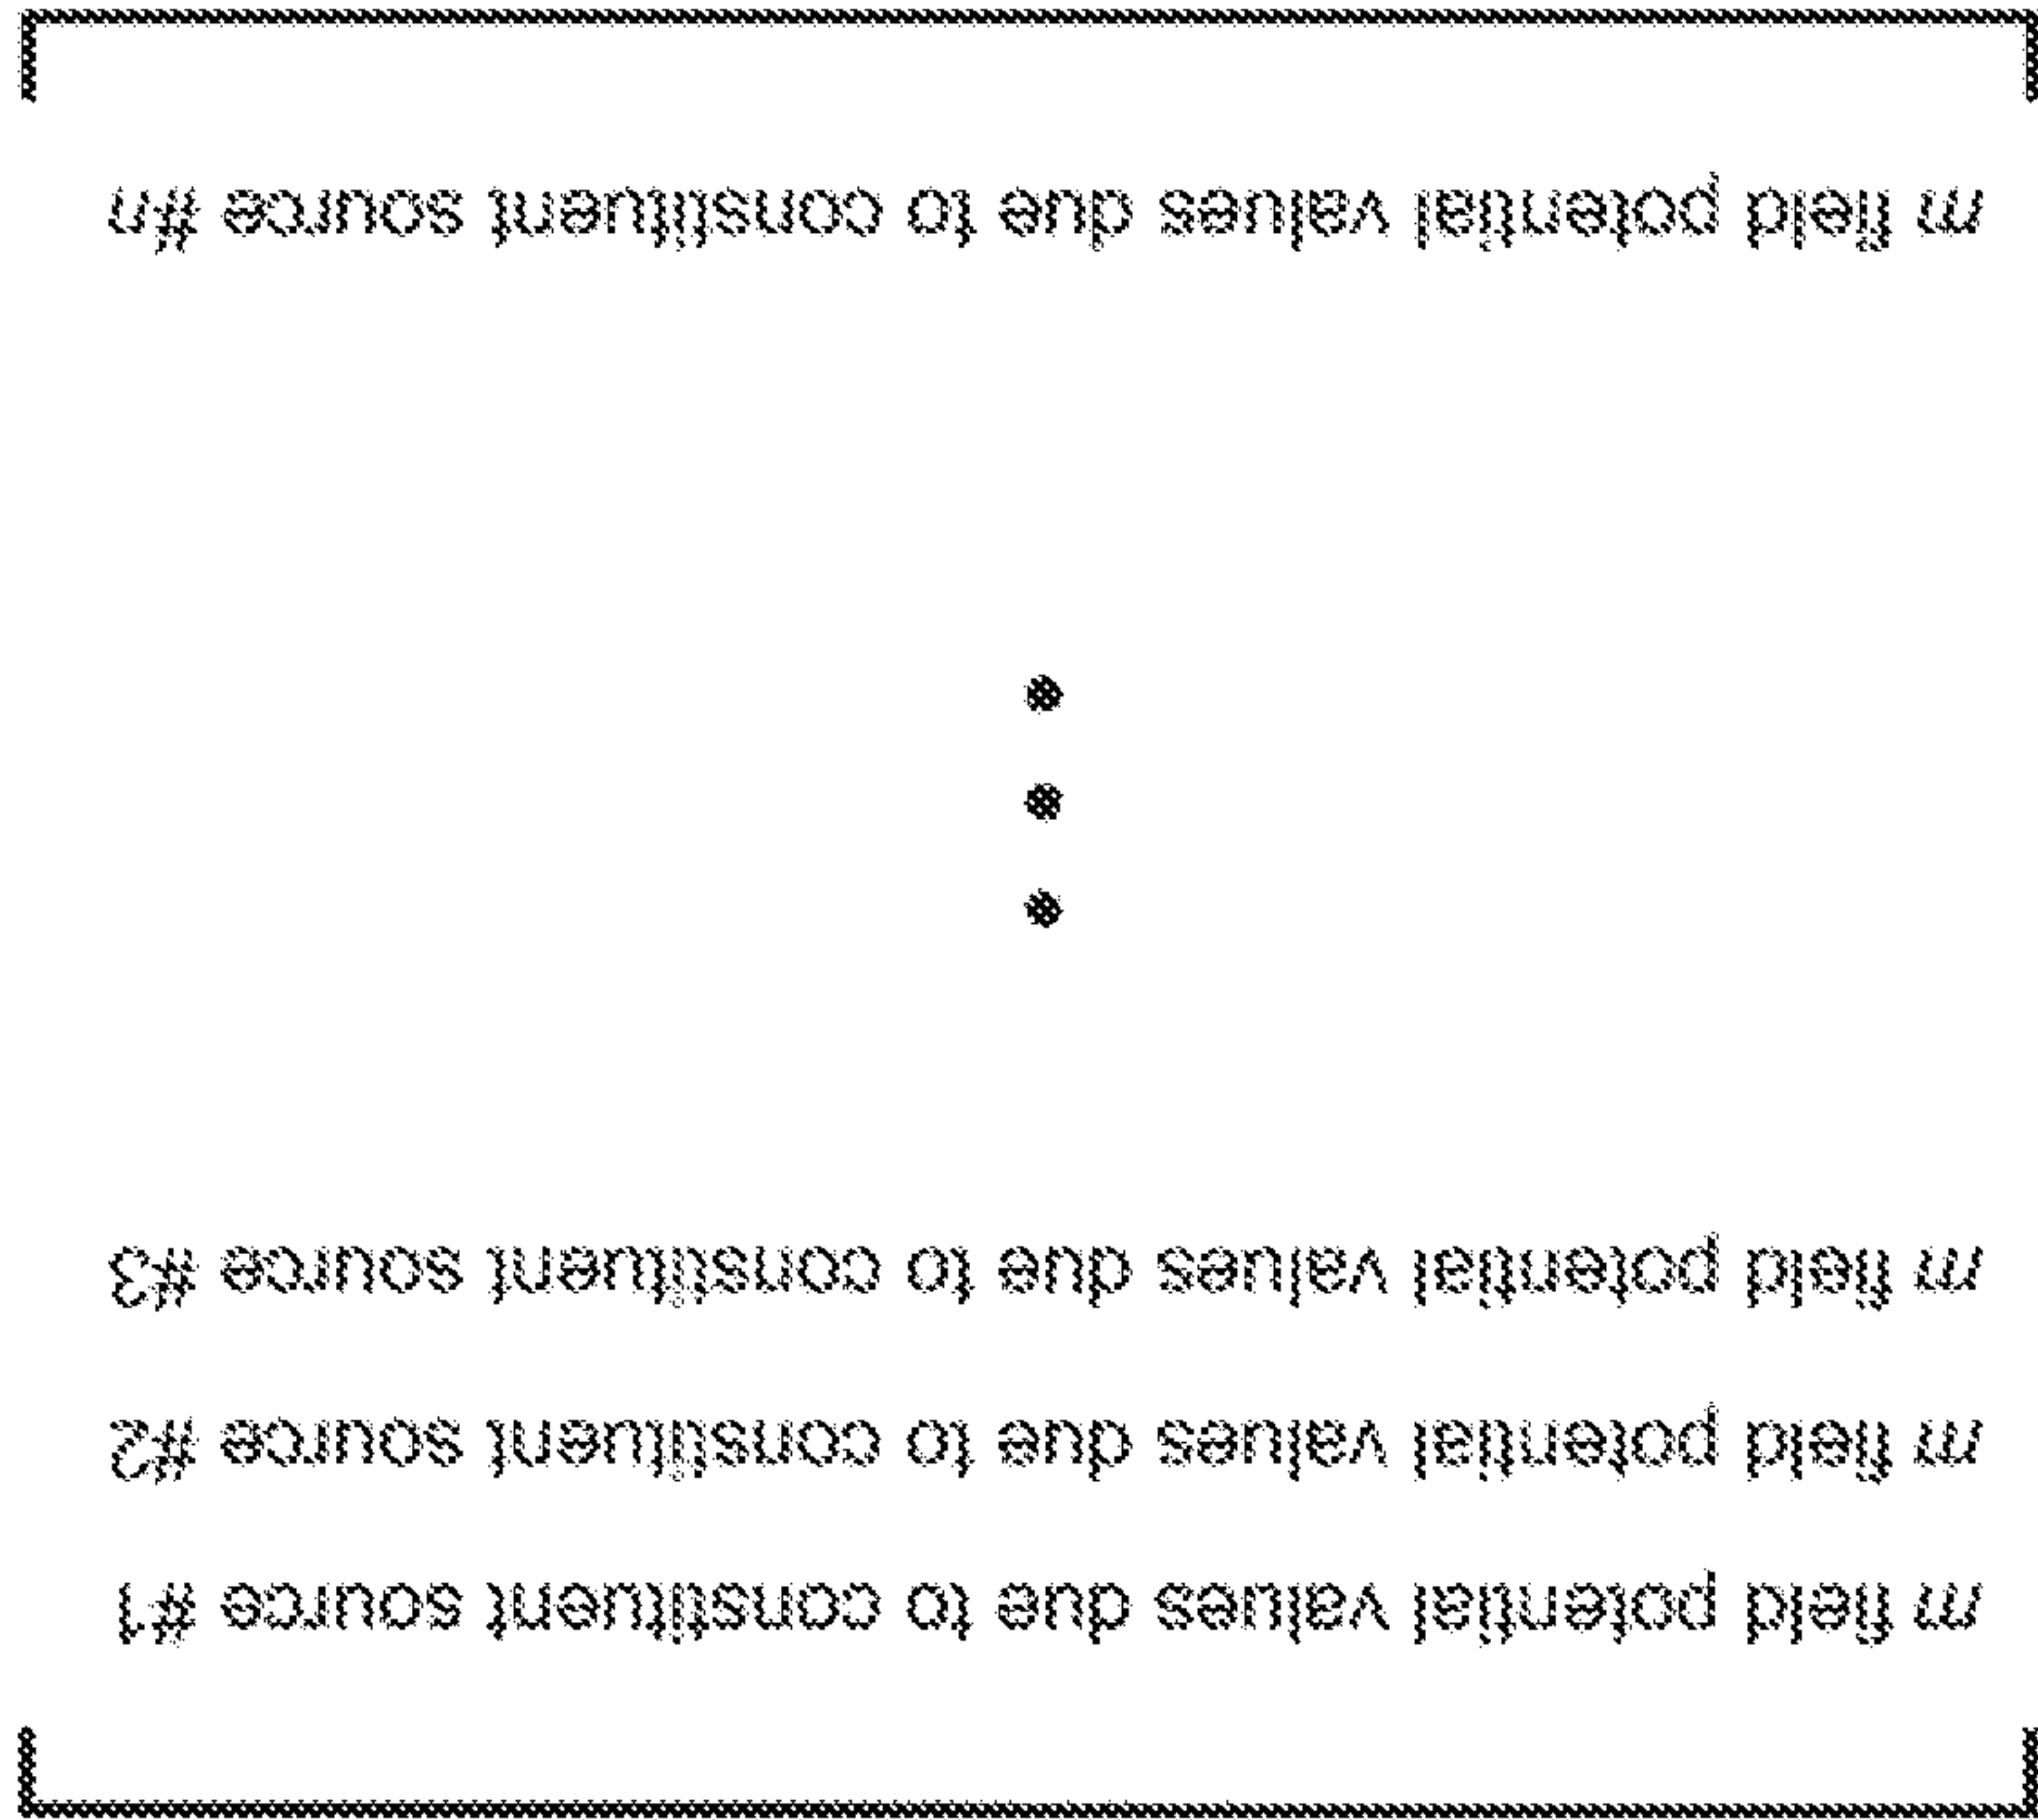 m field potential values due to constituent source #1
m field potential values due to constituent source #2
m field potential values due to constituent source #3
m field potential values due to constituent source #n